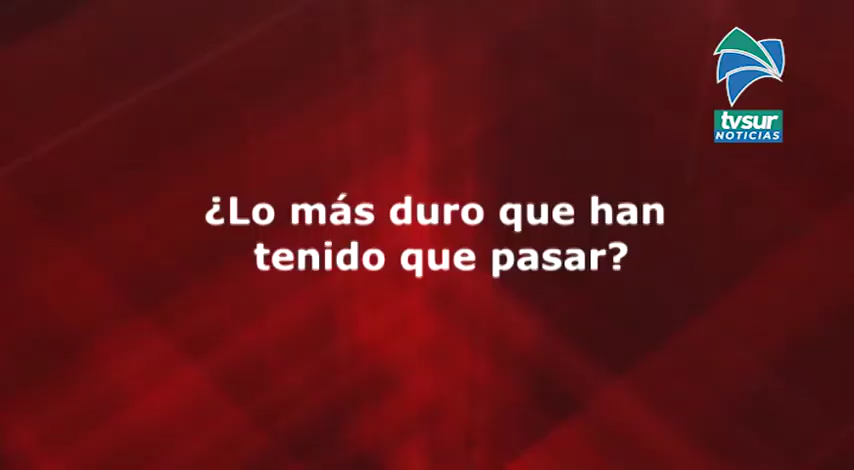 tvsur
NOTICIAS
¿Lo más duro que han
tenido que pasar?